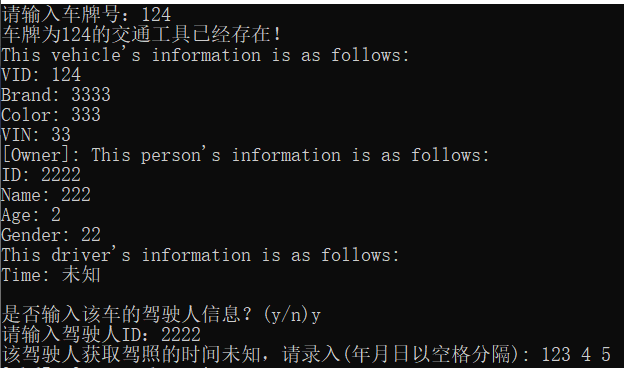 请输入车牌号：124
车牌为124的交通工具已经存在！
This vehicle's information is as follows:
VID: 124
Brand: 3333
Color: 333
VIN: 33
[Owner]: This person's information is as follows:
ID: 2222
Name: 222
Age: 2
Gender: 22
This driver's information is as follows:
Time: 未知
是否输入该车的驾驶人信息？(y/n)y
请输入驾驶人ID：2222
该驾驶人获取驾照的时间未知，请录入(年月日以空格分隔)：123 4 5